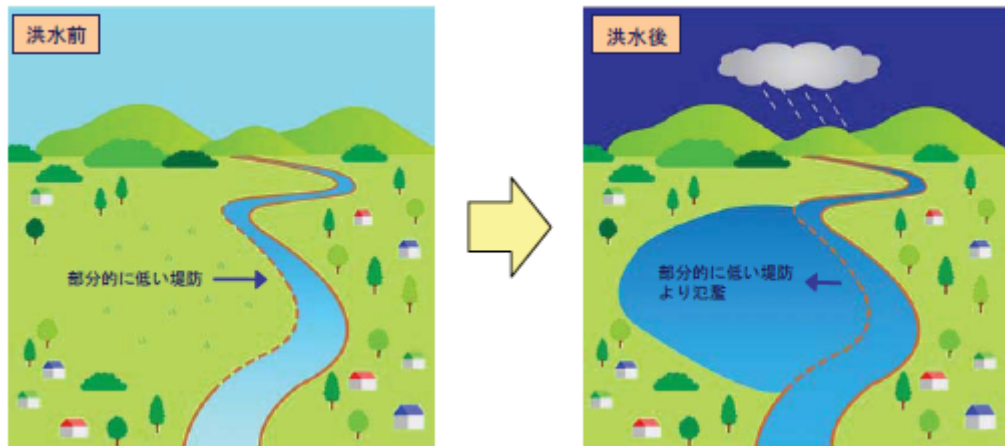 洪水前
部分的に低い堤防
洪水後
部分的に低い堤防
より氾濫